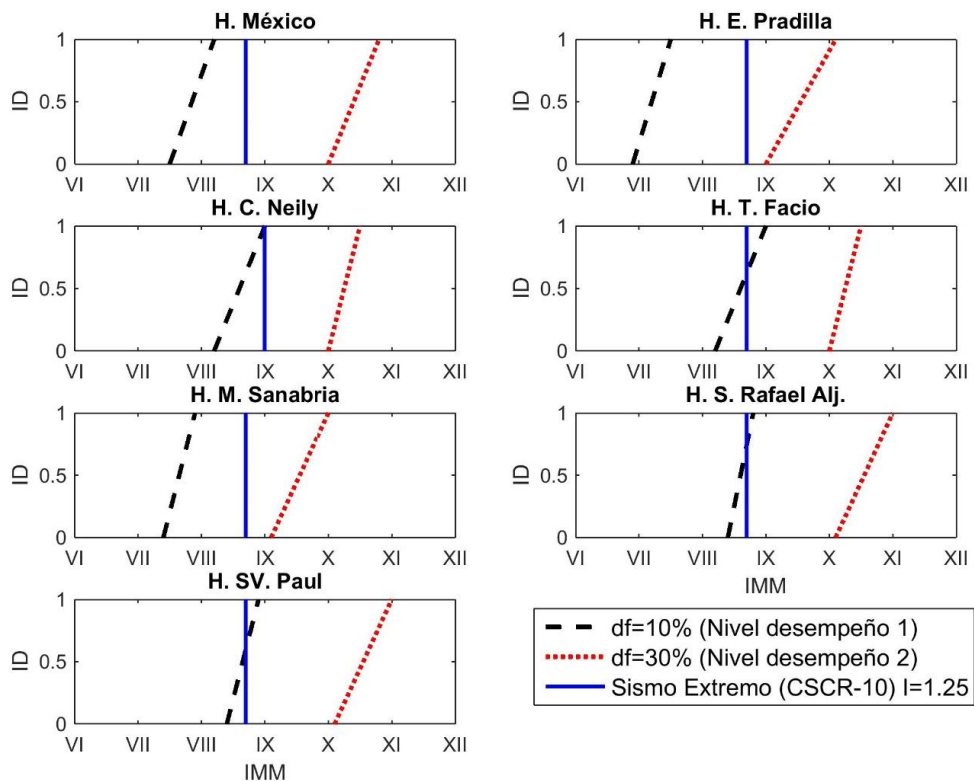 H. México
ID
1
0.5
0
VI VII VIII IX X XI XII
H. E. Pradilla
ID
1
0.5
0
VI VII VIII IX X XI XII
H. C. Neily
ID
1
0.5
0
VI VII VIII IX X XI XII
H. T. Facio
ID
1
0.5
0
VI VII VIII IX X XI XII
H. M. Sanabria
ID
1
0.5
0
VI VII VIII IX X XI XII
H. S. Rafael Alj.
ID
1
0.5
0
VI VII VIII IX X XI XII
IMM
H. SV. Paul
ID
1
0.5
0
VI VII VIII IX X XI XII
IMM
df=10% (Nivel desempeño 1)
df=30% (Nivel desempeño 2)
Sismo Extremo (CSCR-10) I=1.25